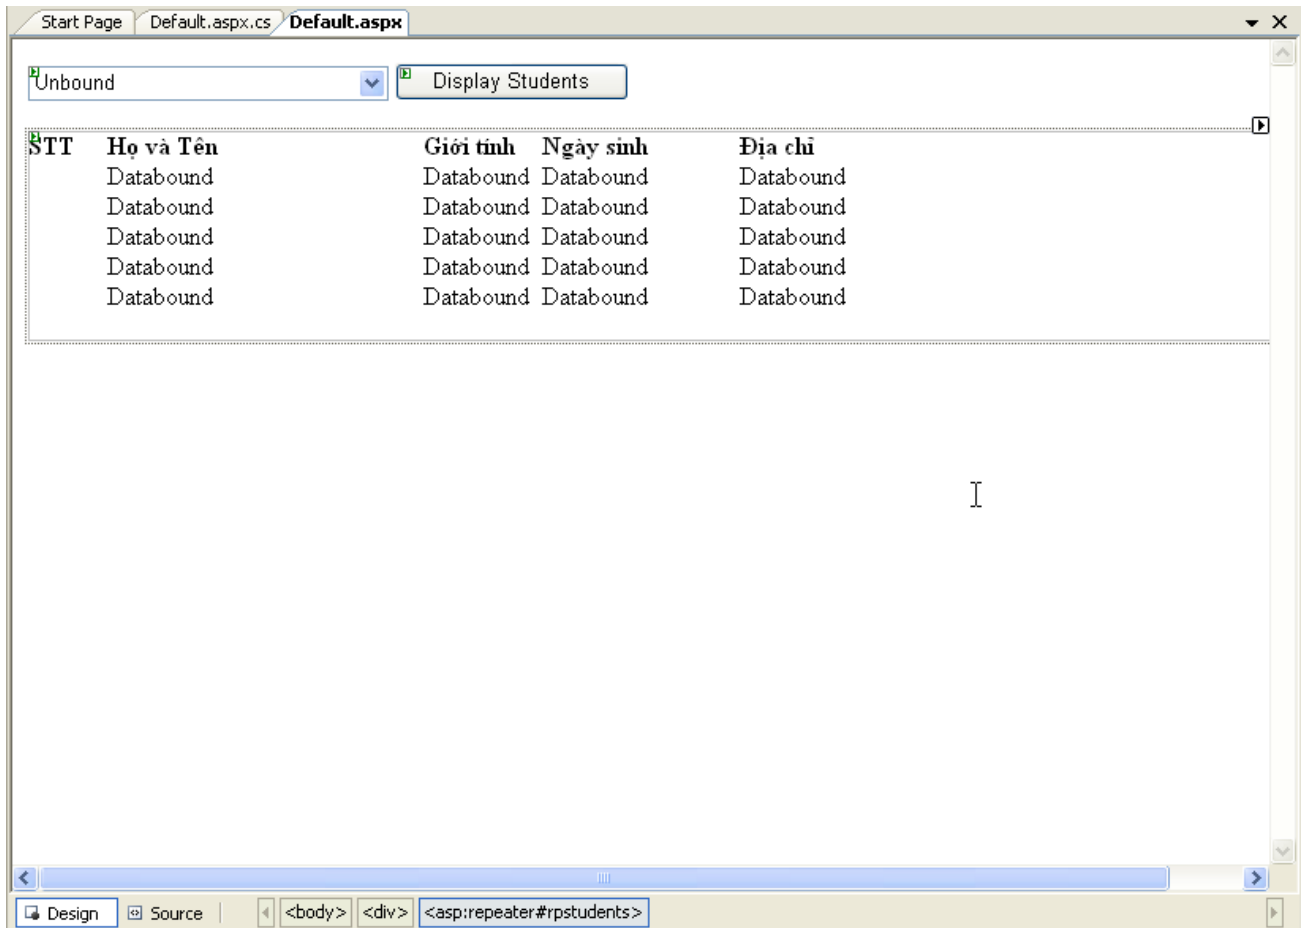 Start Page Default.aspx.cs Default.aspx
Unbound Display Students
STT Họ và Tên Giới tính Ngày sinh Địa chỉ
Databound Databound Databound Databound
Databound Databound Databound Databound
Databound Databound Databound Databound
Databound Databound Databound Databound
Databound Databound Databound Databound
Design Source <body> <div> <asp:repeater#rpstudents>